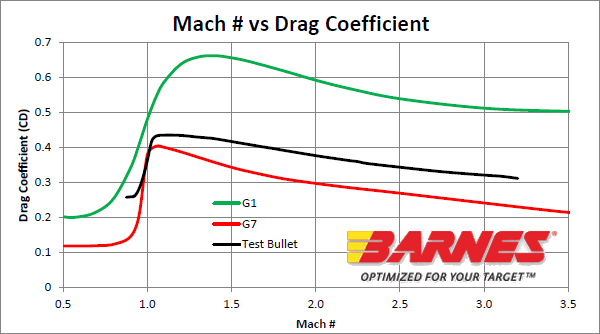 Mach # vs Drag Coefficient
0.7
0.6
0.5
0.4
0.3
0.2
0.1
0
Drag Coefficient (CD)
G1
G7
Test Bullet
BARNES
OPTIMIZED FOR YOUR TARGET™
0.5 1.0 1.5 2.0 2.5 3.0 3.5
Mach #